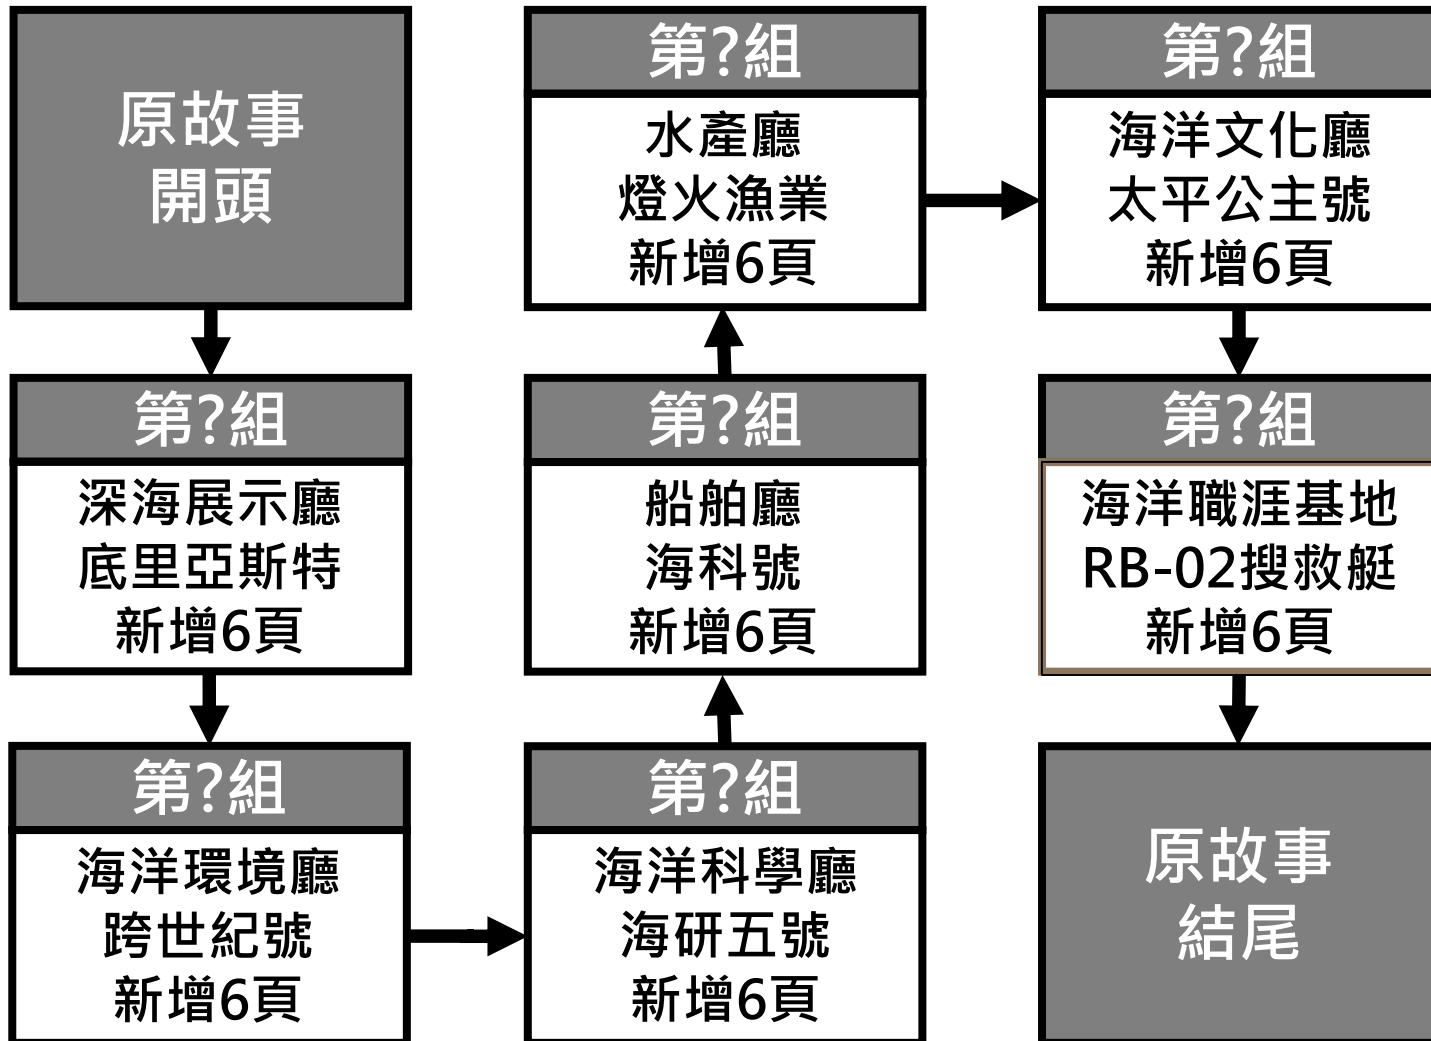 原故事
開頭
第?組
深海展示廳
底里亞斯特
新增6頁
第?組
海洋環境廳
跨世紀號
新增6頁
第?組
海洋科學廳
海研五號
新增6頁
第?組
船舶廳
海科號
新增6頁
第?組
水產廳
燈火漁業
新增6頁
第?組
海洋文化廳
太平公主號
新增6頁
第?組
海洋職涯基地
RB-02搜救艇
新增6頁
原故事
結尾